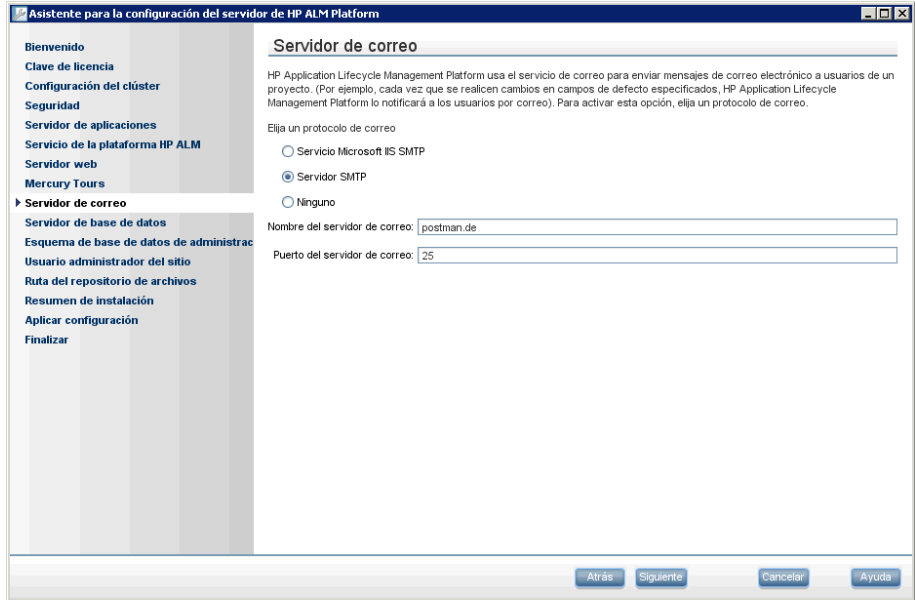 Asistente para la configuración del servidor de HP ALM Platform
Bienvenido
Clave de licencia
Configuración del clúster
Seguridad
Servidor de aplicaciones
Servicio de la plataforma HP ALM
Servidor web
Mercury Tours
Servidor de correo
Servidor de base de datos
Esquema de base de datos de administrac
Usuario administrador del sitio
Ruta del repositorio de archivos
Resumen de instalación
Aplicar configuración
Finalizar
Servidor de correo
HP Application Lifecycle Management Platform usa el servicio de correo para enviar mensajes de correo electrónico a usuarios de un
proyecto. (Por ejemplo, cada vez que se realicen cambios en campos de defecto especificados, HP Application Lifecycle
Management Platform lo notificará a los usuarios por correo). Para activar esta opción, elija un protocolo de correo.
Elija un protocolo de correo
Servicio Microsoft IIS SMTP
Servidor SMTP
Ninguno
Nombre del servidor de correo: postman.de
Puerto del servidor de correo: 25
Atrás Siguiente Cancelar Ayuda